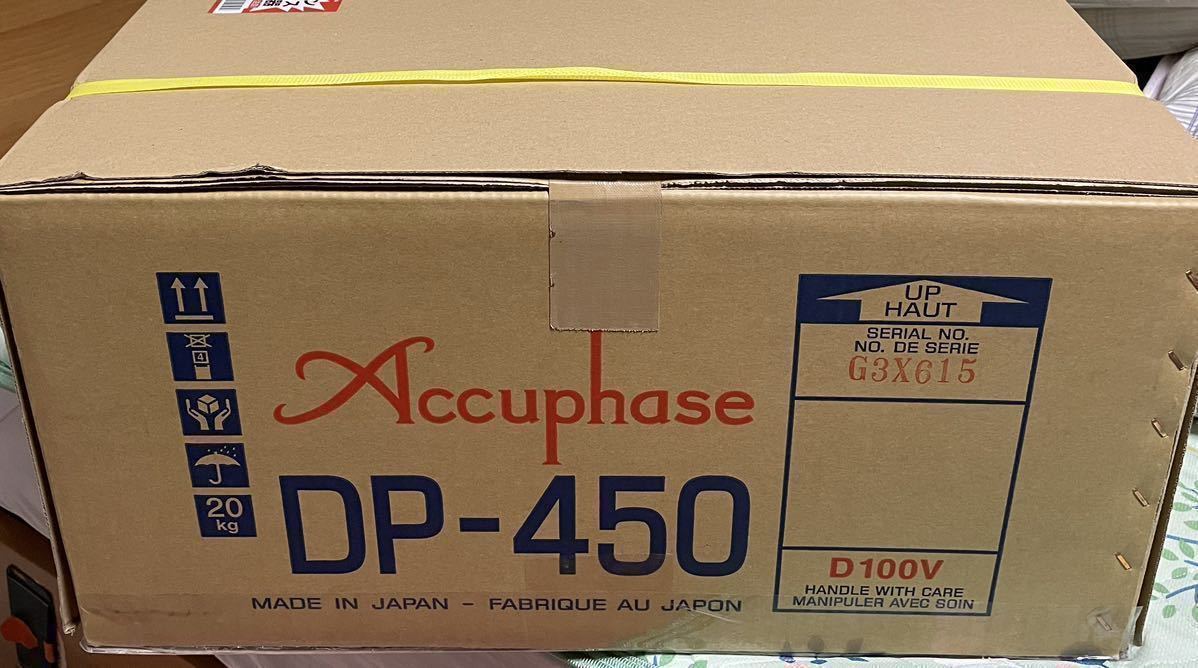 4
20
kg
Accuphase
DP-450
MADE IN JAPAN - FABRIQUE AU JAPON
UP
HAUT
SERIAL NO.
NO. DE SERIE
G3X615
D100V
HANDLE WITH CARE
MANIPULER AVEC SOIN